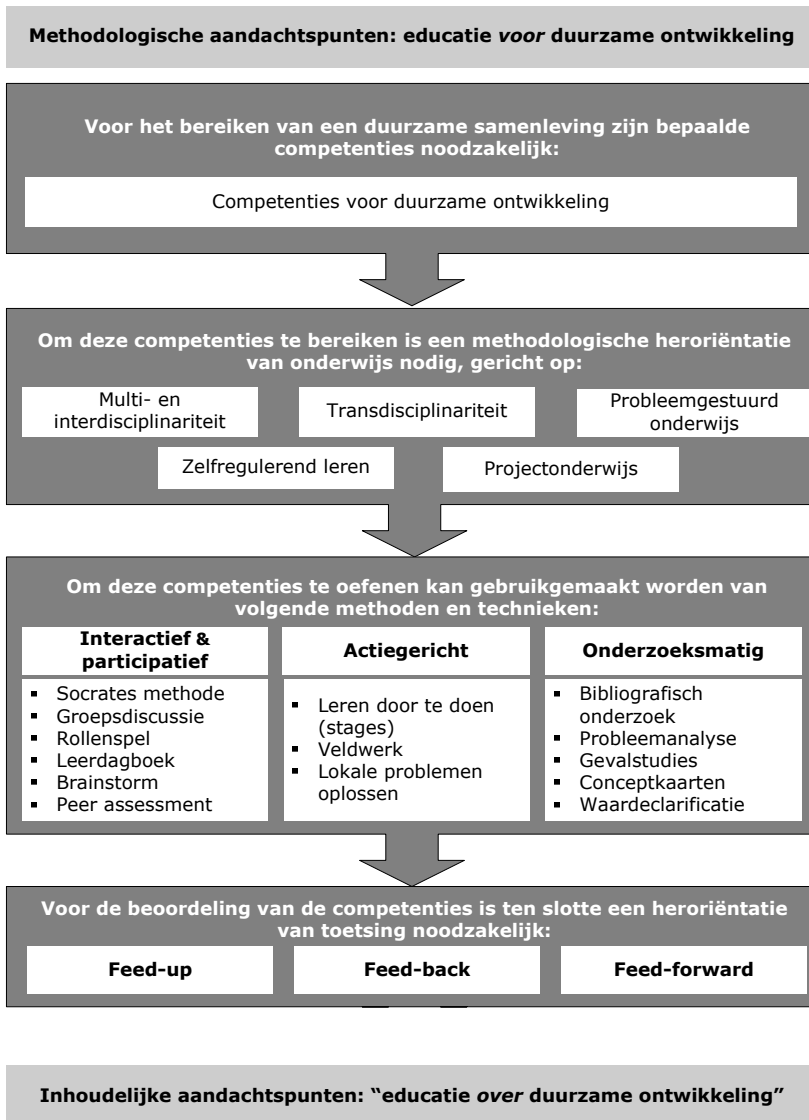 Methodologische aandachtspunten: educatie voor duurzame ontwikkeling
Voor het bereiken van een duurzame samenleving zijn bepaalde
competenties noodzakelijk:
Competenties voor duurzame ontwikkeling
Om deze competenties te bereiken is een methodologische heroriëntatie
van onderwijs nodig, gericht op:
Multi- en
interdisciplinariteit
Transdisciplinariteit
Probleemgestuurd
onderwijs
Zelfregulerend leren
Projectonderwijs
Om deze competenties te oefenen kan gebruikgemaakt worden van
volgende methoden en technieken:
Interactief &
participatief
▪ Socrates methode
▪ Groepsdiscussie
▪ Rollenspel
▪ Leerdagboek
▪ Brainstorm
▪ Peer assessment
Actiegericht
▪ Leren door te doen
(stages)
▪ Veldwerk
▪ Lokale problemen
oplossen
Onderzoeksmatig
▪ Bibliografisch
onderzoek
▪ Probleemanalyse
▪ Gevalstudies
▪ Conceptkaarten
▪ Waardeclarificatie
Voor de beoordeling van de competenties is ten slotte een heroriëntatie
van toetsing noodzakelijk:
Feed-up
Feed-back
Feed-forward
Inhoudelijke aandachtspunten: “educatie over duurzame ontwikkeling”